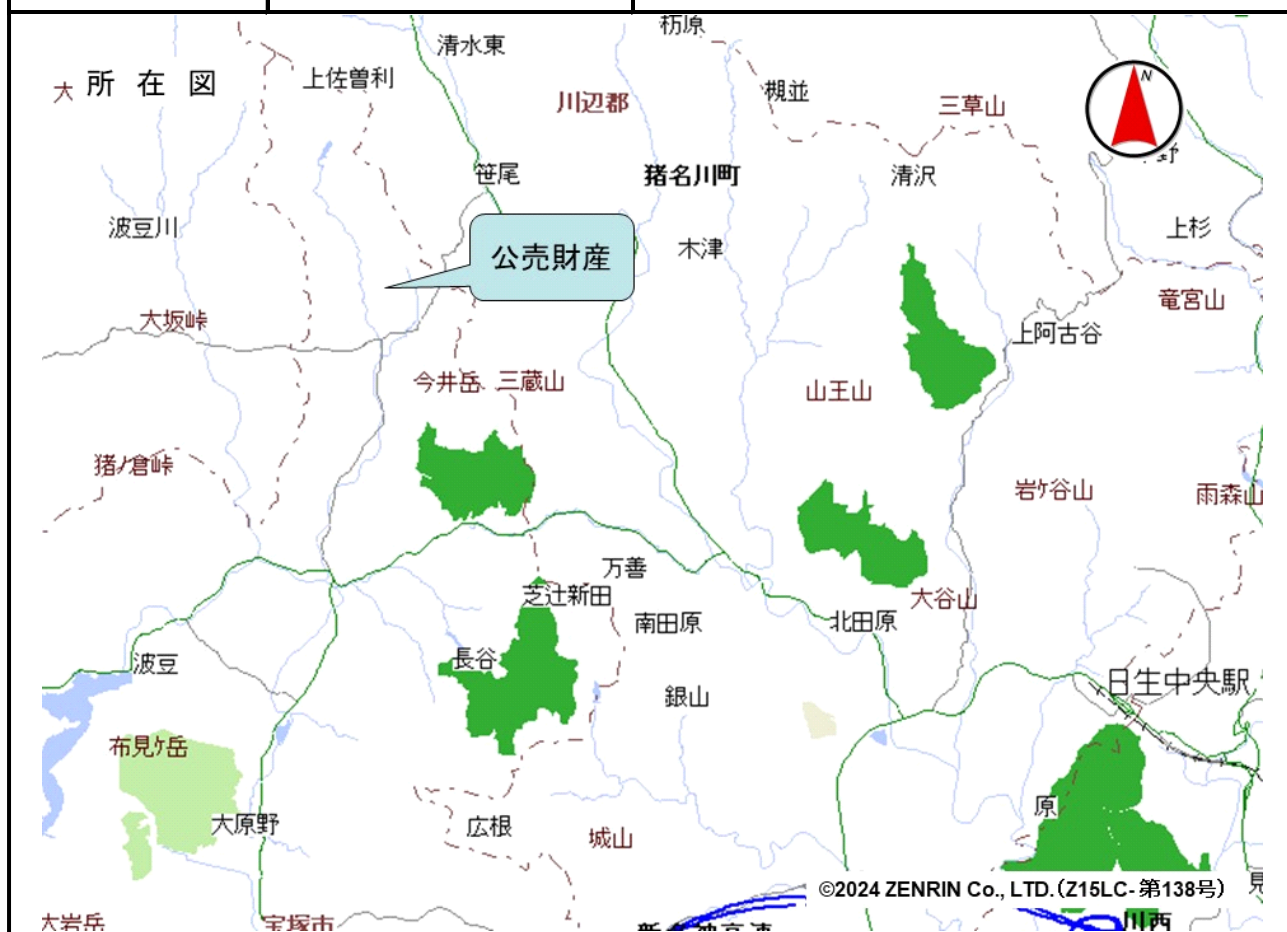 栃原
清水東
所在図
大
上佐曽利
槻並
川辺郡
三草山
N
野
笹尾
猪名川町
清沢
波豆川
上杉
木津
公売財産
竜宮山
大坂峠
上阿古谷
今井岳
三蔵山
山王山
猪ノ倉峠
岩ケ谷山
雨森山
万善
芝辻新田
大谷山
南田原
北田原
長谷
波豆
日生中央駅
銀山
布見ケ岳
原
大原野
広根
城山
©2024 ZENRIN Co., LTD.(Z15LC-第138号)
見
大岩岳
宝塚市
川西